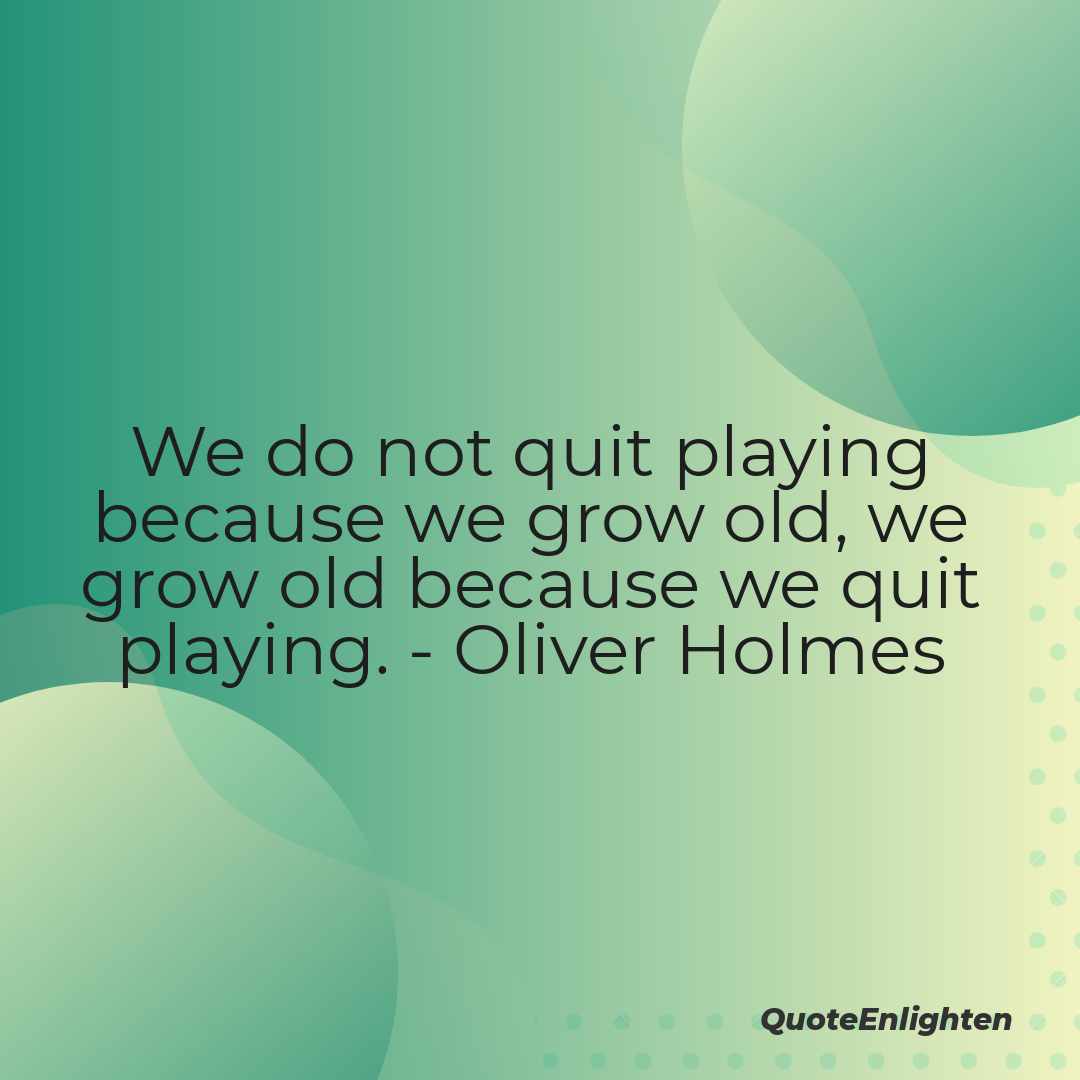 We do not quit playing
because we grow old, we
grow old because we quit
playing. - Oliver Holmes
QuoteEnlighten